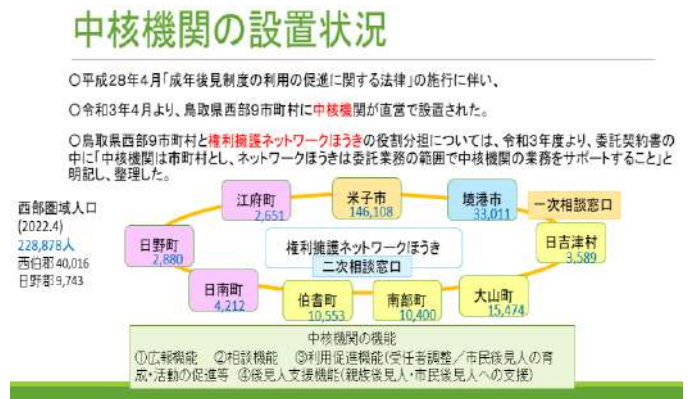 中核機関の設置状況
〇平成28年4月「成年後見制度の利用の促進に関する法律」の施行に伴い、
〇令和3年4月より、鳥取県西部9市町村に中核機関が直営で設置された。
〇鳥取県西部9市町村と権利擁護ネットワークほうきの役割分担については、令和3年度より、委託契約書の
中に「中核機関は市町村とし、ネットワークほうきは委託業務の範囲で中核機関の業務をサポートすること」と
明記し、整理した。
西部圏域人口
(2022.4)
228,878人
西伯郡40,016
日野郡9,743
江府町
2,651
米子市
146,108
境港市
33,011
一次相談窓口
日野町
2,880
権利擁護ネットワークほうき
二次相談窓口
日吉津村
3,589
日南町
4,212
伯耆町
10,553
南部町
10,400
大山町
15,474
中核機関の機能
①広報機能 ②相談機能 ③利用促進機能(受任者調整/市民後見人の育
成・活動の促進等 ④後見人支援機能(親族後見人・市民後見人への支援)